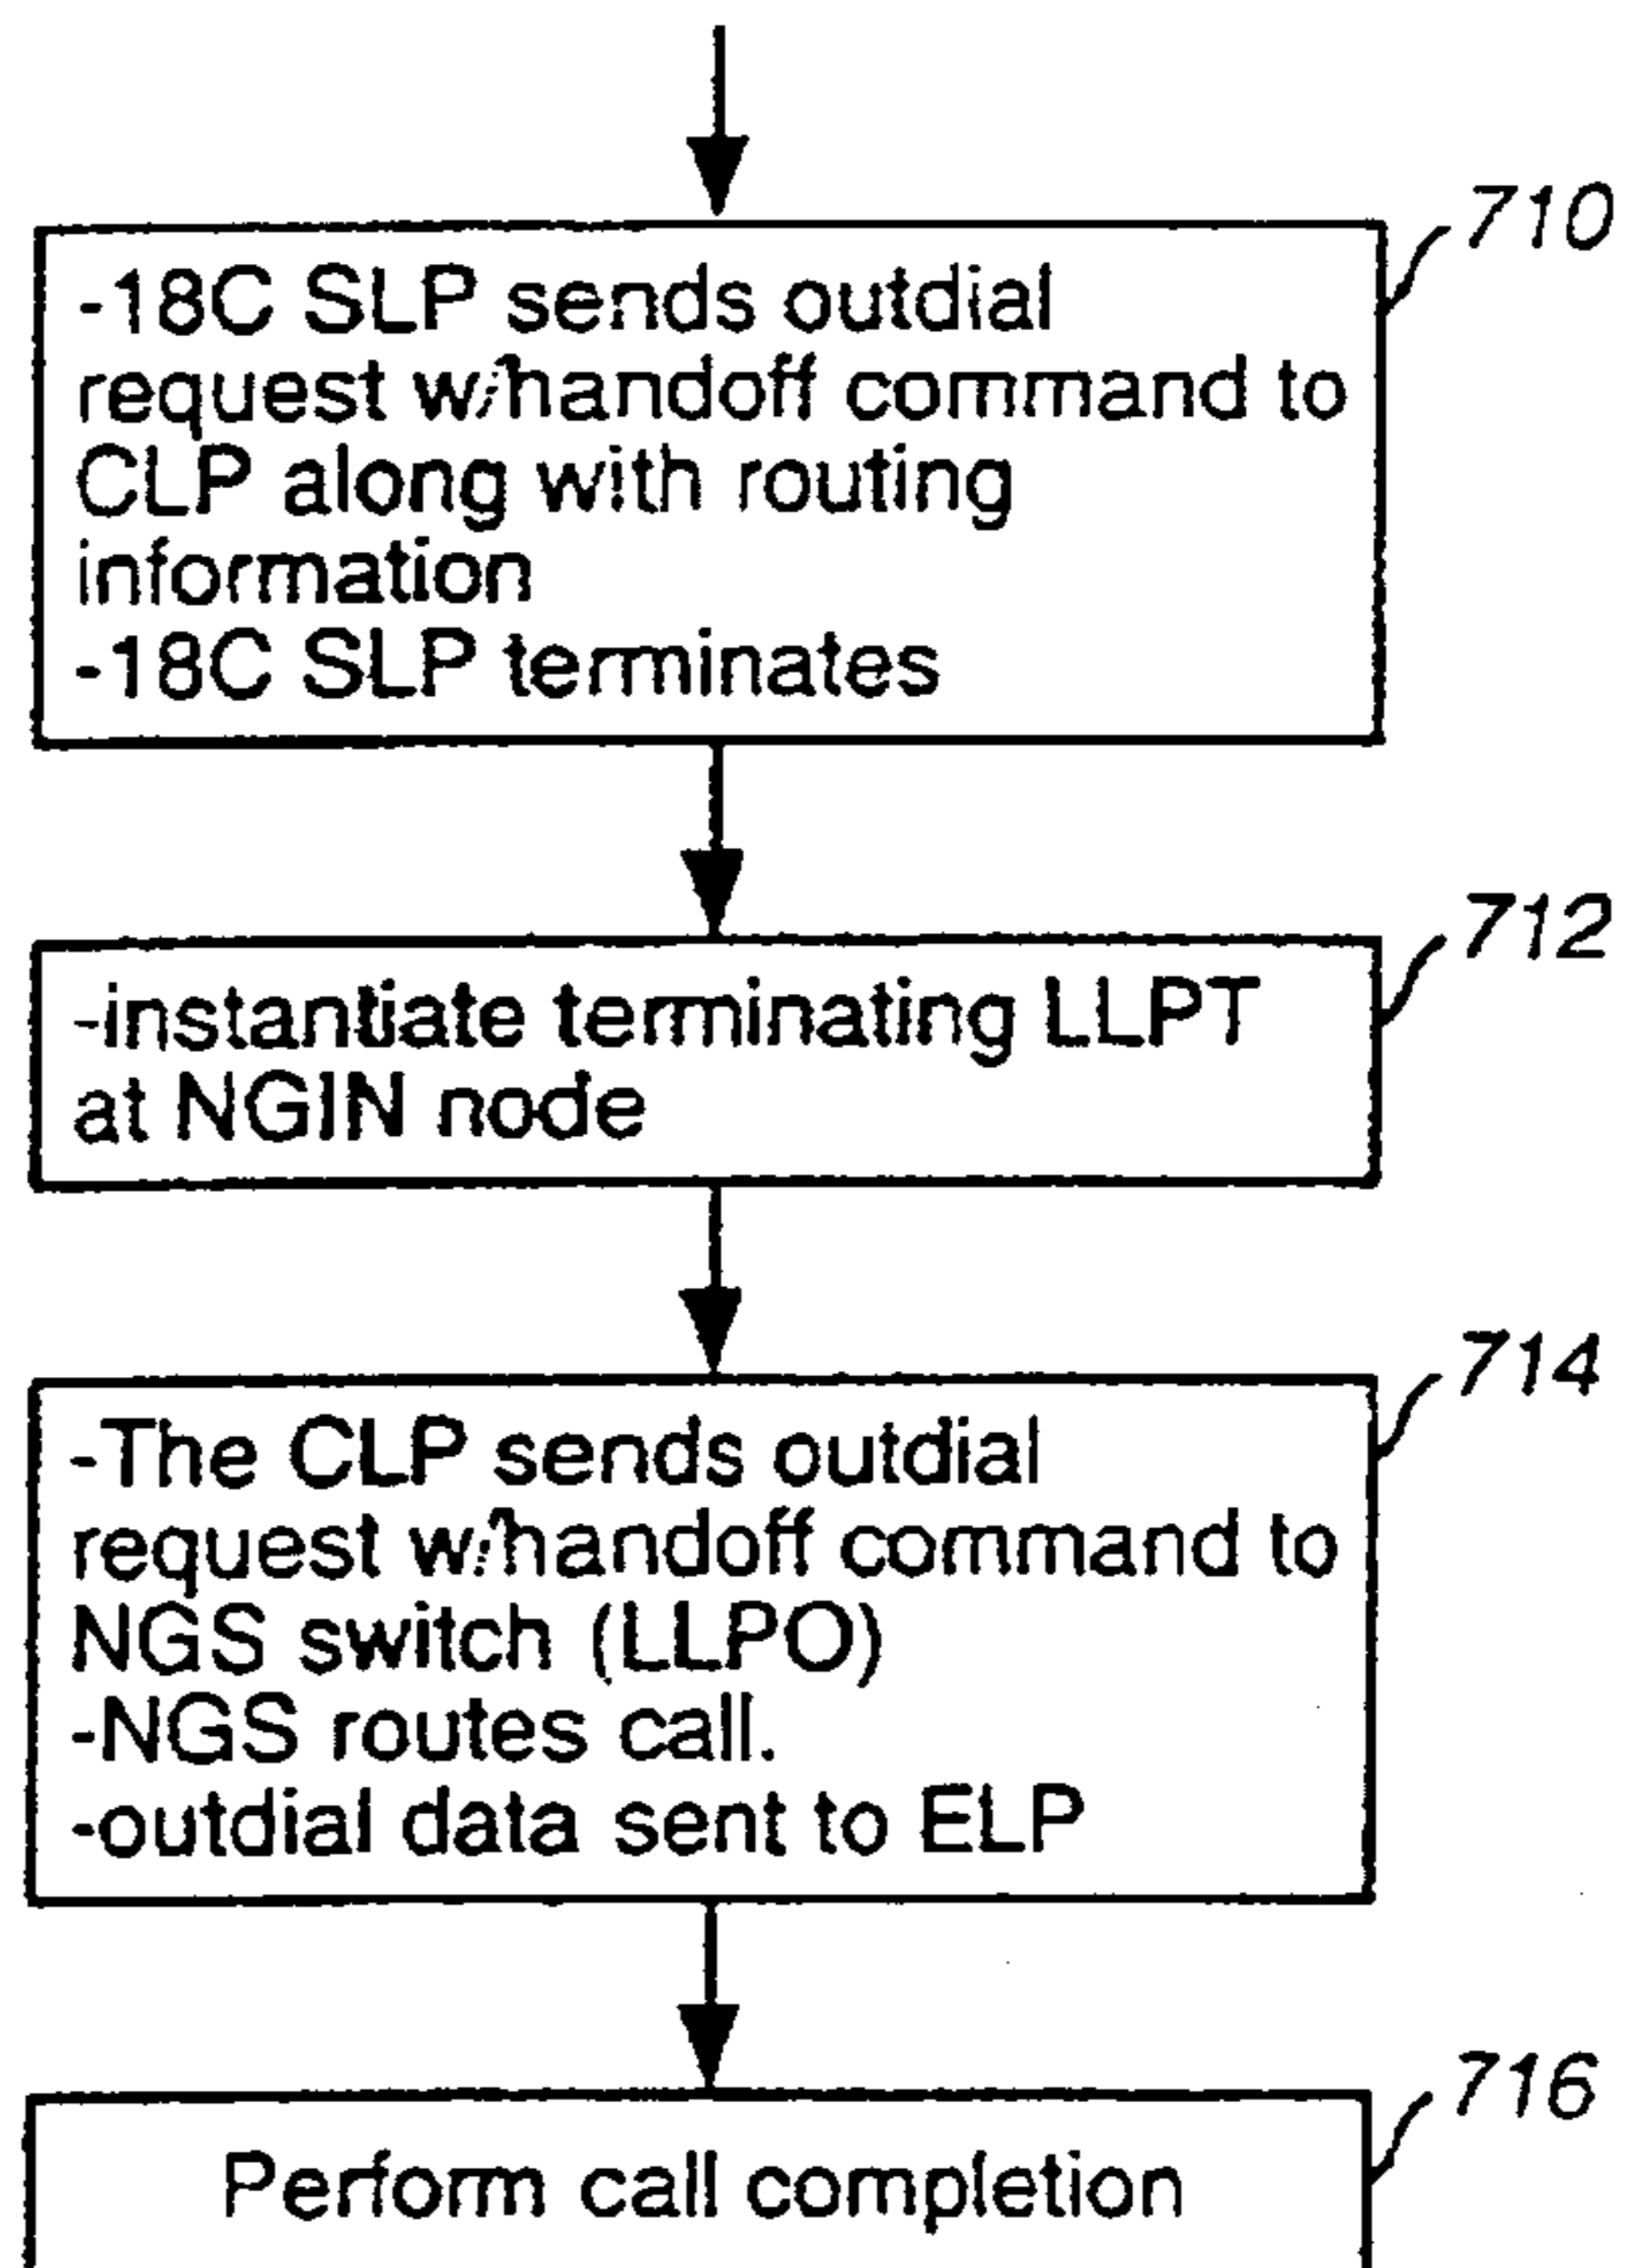 710
-18C SLP sends outdial
request w/handoff command to
CLP along with routing
information
-18C SLP terminates
712
-instantiate terminating LLPT
at NGIN node
714
-The CLP sends outdial
request w/handoff command to
NGS switch (LLPO)
-NGS routes call.
-outdial data sent to ELP
716
Perform call completion